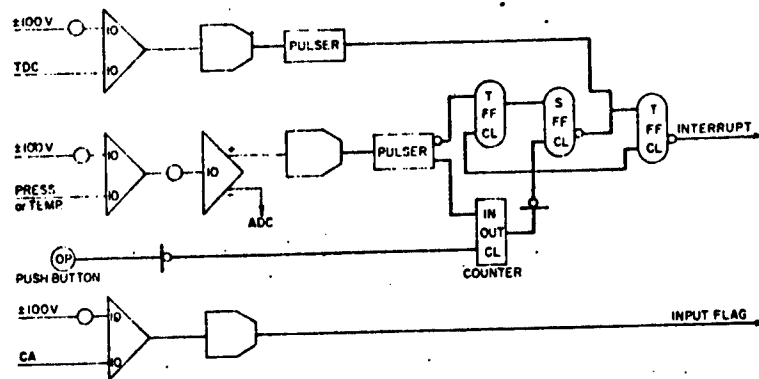 ±100V
10
TDC
10
PULSER
T
FF
CL
S
FF
CL
T
FF
CL
INTERRUPT
±100V
10
PRESS
or TEMP.
10
10
+
-
ADC
PULSER
IN
OUT
CL
COUNTER
OP
PUSH BUTTON
±100V
10
CA
10
INPUT FLAG